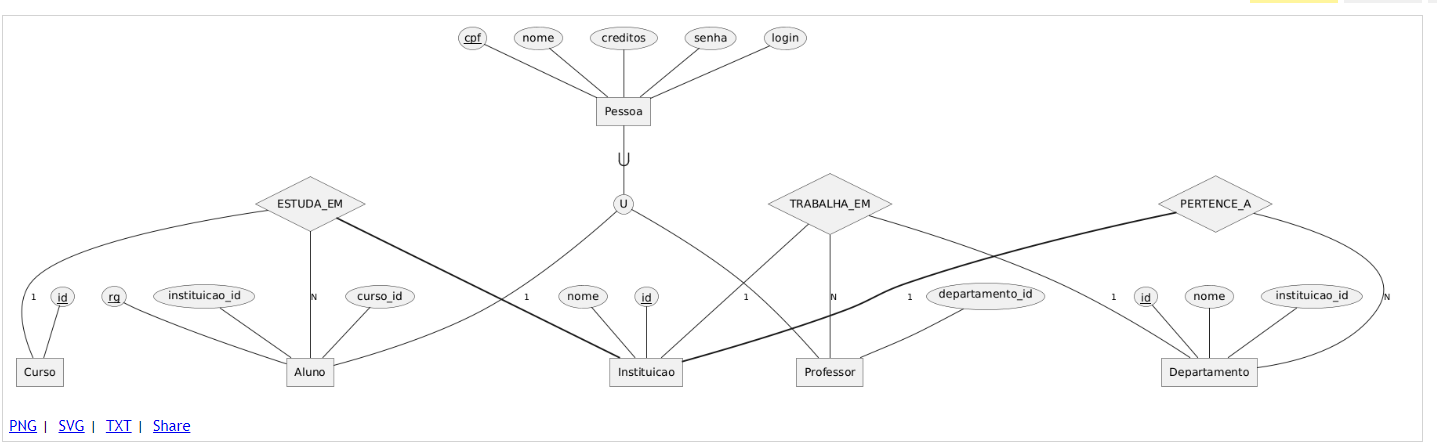 cpf nome creditos senha login
Pessoa
U
ESTUDA_EM U TRABALHA_EM PERTENCE_A
1 id rg instituicao_id N curso_id 1 nome id 1 N 1 departamento_id 1 id nome instituicao_id N
Curso Aluno Instituicao Professor Departamento
PNG | SVG | TXT | Share